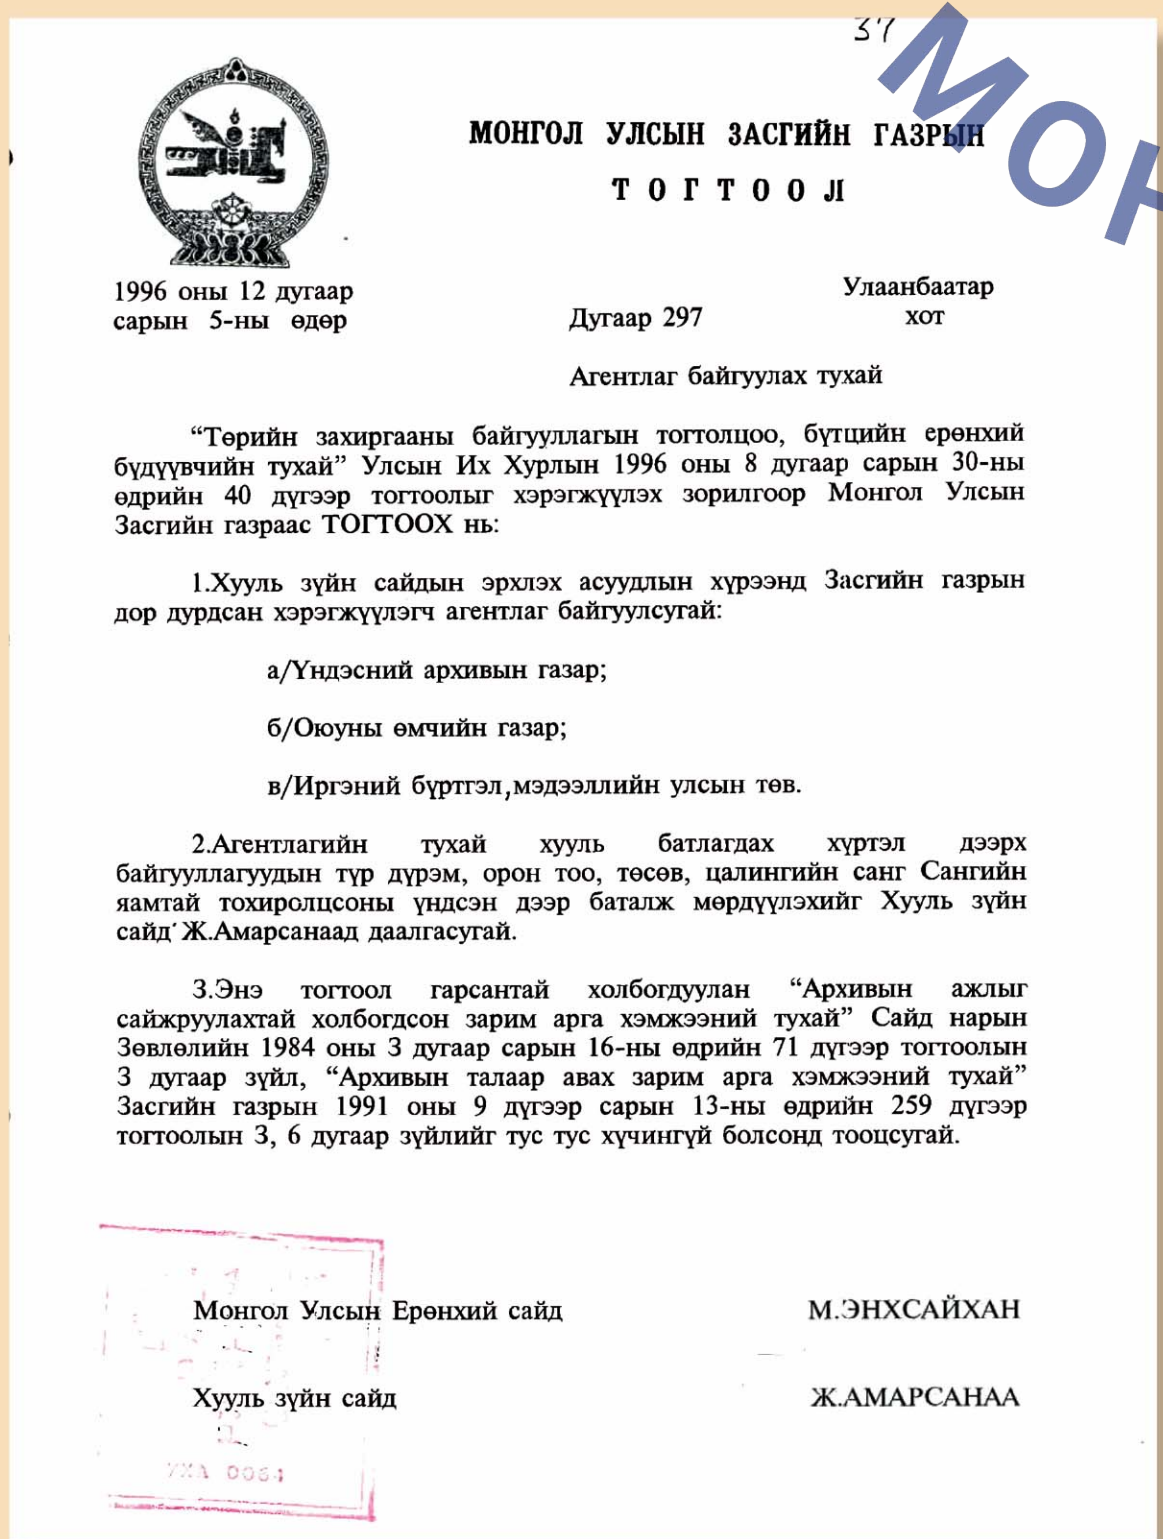 37
МОН
МОНГОЛ УЛСЫН ЗАСГИЙН ГАЗРЫН
ТОГТООЛ
1996 оны 12 дугаар
сарын 5-ны өдөр
Дугаар 297
Улаанбаатар
хот
Агентлаг байгуулах тухай
“Төрийн захиргааны байгууллагын тогтолцоо, бүтцийн ерөнхий
бүдүүвчийн тухай” Улсын Их Хурлын 1996 оны 8 дугаар сарын 30-ны
өдрийн 40 дүгээр тогтоолыг хэрэгжүүлэх зорилгоор Монгол Улсын
Засгийн газраас ТОГТООХ нь:
1.Хууль зүйн сайдын эрхлэх асуудлын хүрээнд Засгийн газрын
дор дурдсан хэрэгжүүлэгч агентлаг байгуулсугай:
а/Үндэсний архивын газар;
б/Оюуны өмчийн газар;
в/Иргэний бүртгэл,мэдээллийн улсын төв.
2.Агентлагийн тухай хууль батлагдах хүртэл дээрх
байгууллагуудын түр дүрэм, орон тоо, төсөв, цалингийн санг Сангийн
яамтай тохиролцсоны үндсэн дээр баталж мөрдүүлэхийг Хууль зүйн
сайд Ж.Амарсанаад даалгасугай.
3.Энэ тогтоол гарсантай холбогдуулан “Архивын ажлыг
сайжруулахтай холбогдсон зарим арга хэмжээний тухай” Сайд нарын
Зөвлөлийн 1984 оны 3 дугаар сарын 16-ны өдрийн 71 дүгээр тогтоолын
3 дугаар зүйл, “Архивын талаар авах зарим арга хэмжээний тухай”
Засгийн газрын 1991 оны 9 дүгээр сарын 13-ны өдрийн 259 дүгээр
тогтоолын 3, 6 дугаар зүйлийг тус тус хүчингүй болсонд тооцсугай.
Монгол Улсын Ерөнхий сайд М.ЭНХСАЙХАН
Хууль зүйн сайд Ж.АМАРСАНАА
УХА 0064